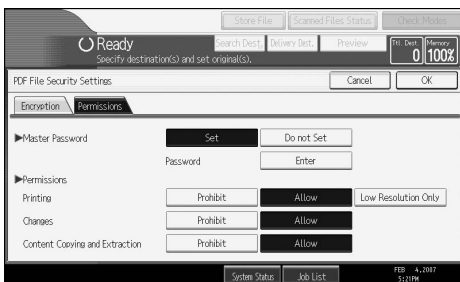 Store File Scanned Files Status Check Modes
Ready
Search Dest. Delivery Dest. Preview Ttl. Dest. Memory
Specify destination(s) and set original(s). 0 100%
PDF File Security Settings Cancel OK
Encryption Permissions
▶Master Password Set Do not Set
Password Enter
▶Permissions
Printing Prohibit Allow Low Resolution Only
Changes Prohibit Allow
Content Copying and Extraction Prohibit Allow
System Status Job List FEB 4,2007
5:21PM